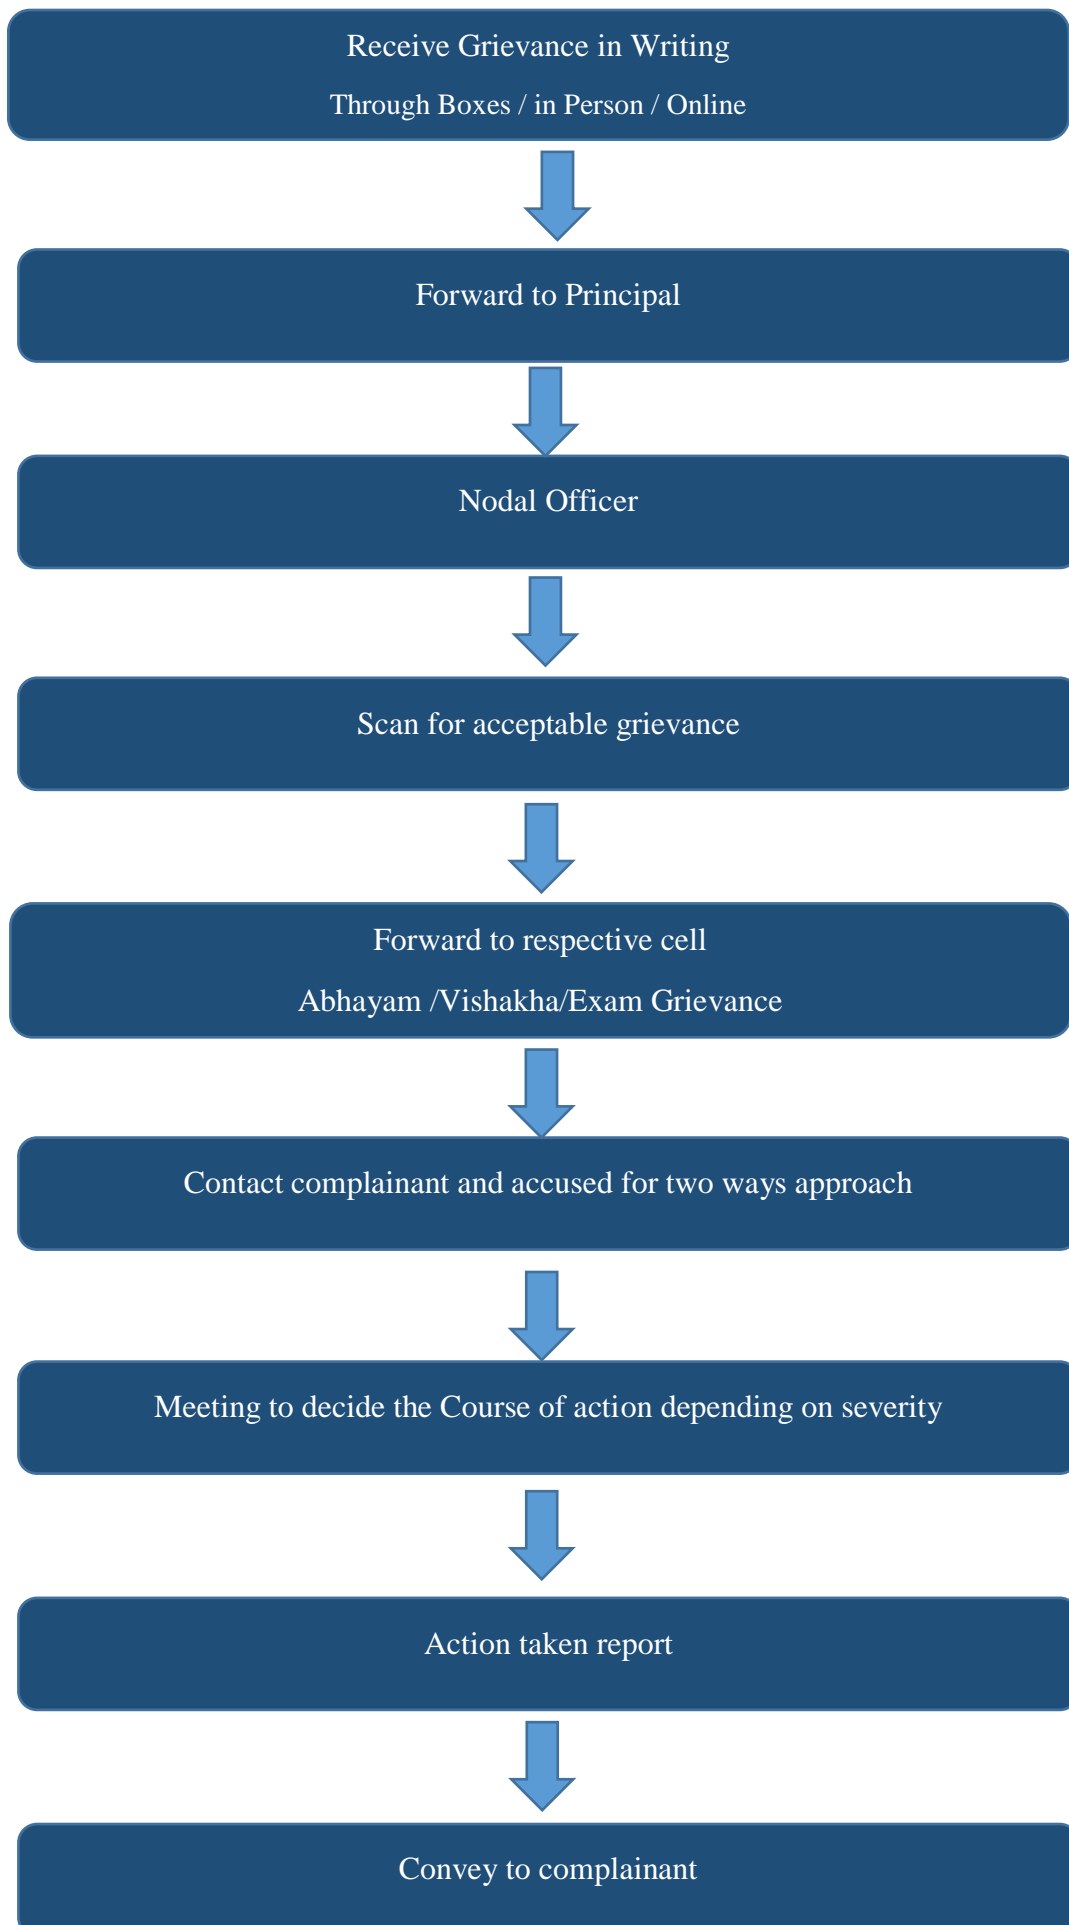 Receive Grievance in Writing
Through Boxes / in Person / Online
Forward to Principal
Nodal Officer
Scan for acceptable grievance
Forward to respective cell
Abhayam /Vishakha/Exam Grievance
Contact complainant and accused for two ways approach
Meeting to decide the Course of action depending on severity
Action taken report
Convey to complainant